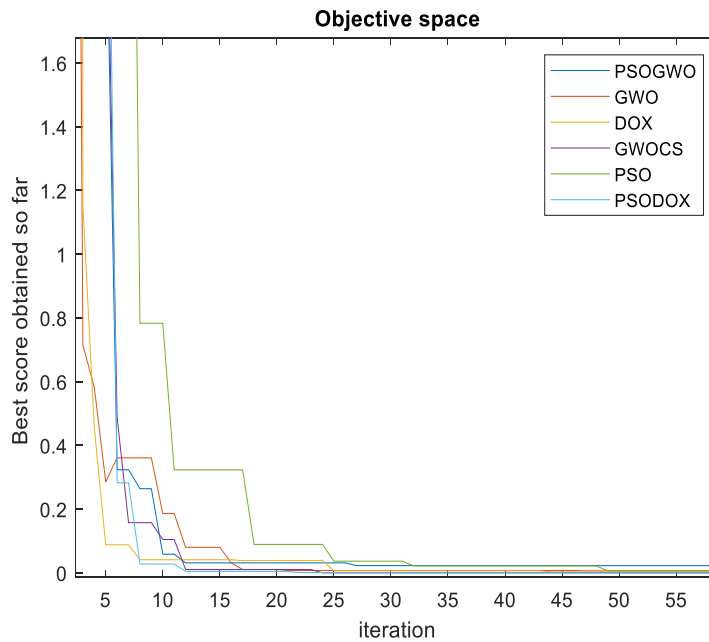 Objective space
Best score obtained so far
1.6
1.4
1.2
1
0.8
0.6
0.4
0.2
0
PSOGWO
GWO
DOX
GWOCS
PSO
PSODOX
5 10 15 20 25 30 35 40 45 50 55
iteration